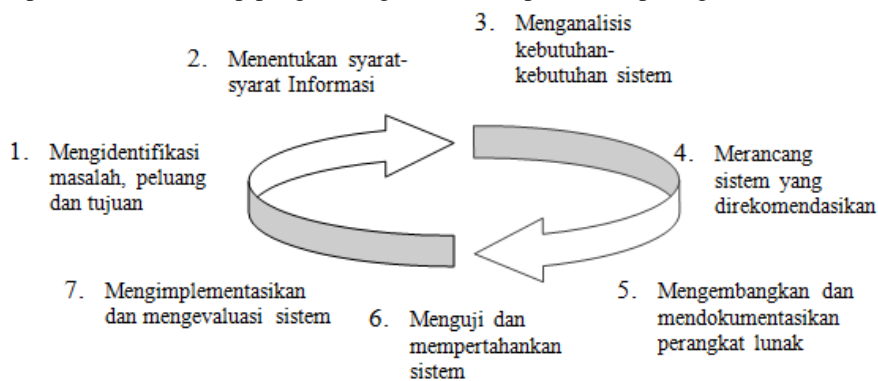 1. Mengidentifikasi
masalah, peluang
dan tujuan
2. Menentukan syarat-
syarat Informasi
3. Menganalisis
kebutuhan-
kebutuhan sistem
4. Merancang
sistem yang
direkomendasikan
5. Mengembangkan dan
mendokumentasikan
perangkat lunak
6. Menguji dan
mempertahankan
sistem
7. Mengimplementasikan
dan mengevaluasi sistem